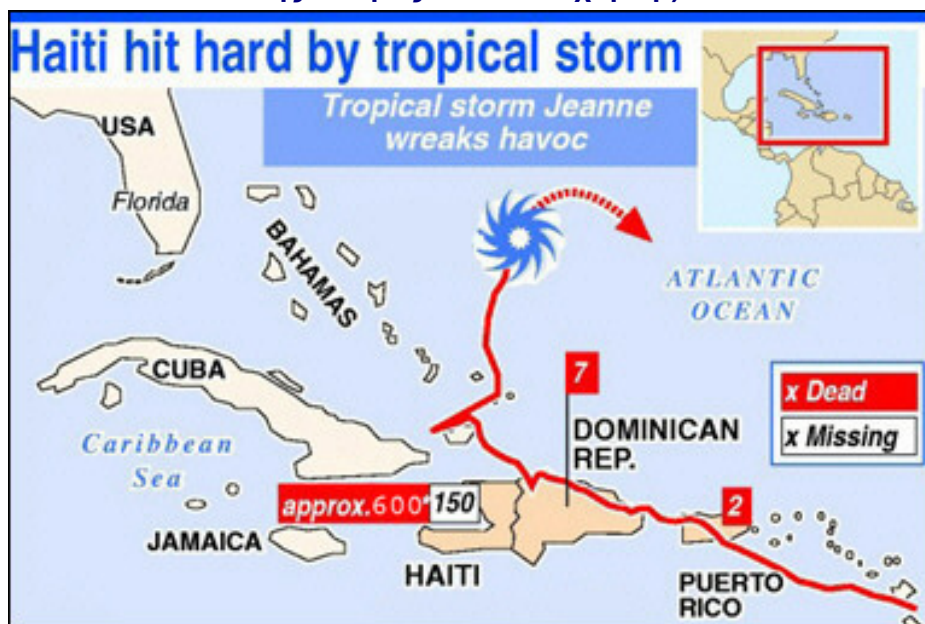 Haiti hit hard by tropical storm
Tropical storm Jeanne
wreaks havoc
USA
Florida
BAHAMAS
ATLANTIC
OCEAN
CUBA
7
x Dead
x Missing
Caribbean
Sea
DOMINICAN
REP.
approx.600* 150
2
JAMAICA
HAITI
PUERTO
RICO